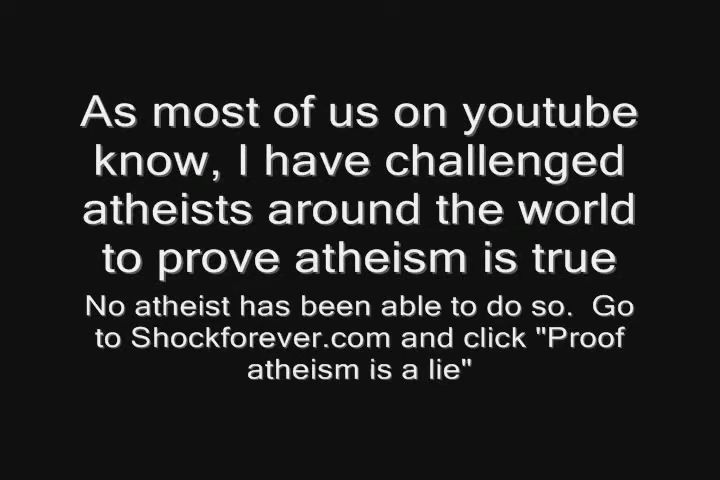 As most of us on youtube
know, I have challenged
atheists around the world
to prove atheism is true
No atheist has been able to do so.  Go
to Shockforever.com and click "Proof
atheism is a lie"